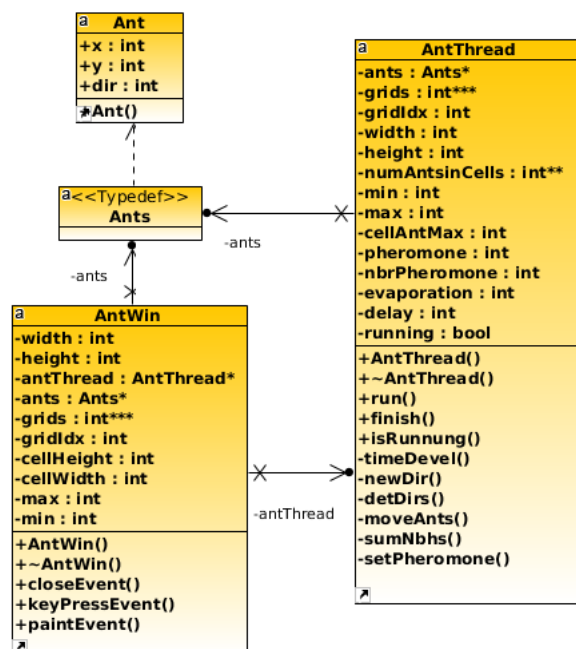 a
Ant
+x : int
+y : int
+dir : int
+Ant()
a
<<Typedef>>
Ants
-ants
-ants
a
AntWin
-width : int
-height : int
-antThread : AntThread*
-ants : Ants*
-grids : int***
-gridIdx : int
-cellHeight : int
-cellWidth : int
-max : int
-min : int
+AntWin()
+~AntWin()
+closeEvent()
+keyPressEvent()
+paintEvent()
-antThread
a
AntThread
-ants : Ants*
-grids : int***
-gridIdx : int
-width : int
-height : int
-numAntsinCells : int**
-min : int
-max : int
-cellAntMax : int
-pheromone : int
-nbrPheromone : int
-evaporation : int
-delay : int
-running : bool
+AntThread()
+~AntThread()
+run()
+finish()
+isRunnung()
-timeDevel()
-newDir()
-detDirs()
-moveAnts()
-sumNbhs()
-setPheromone()